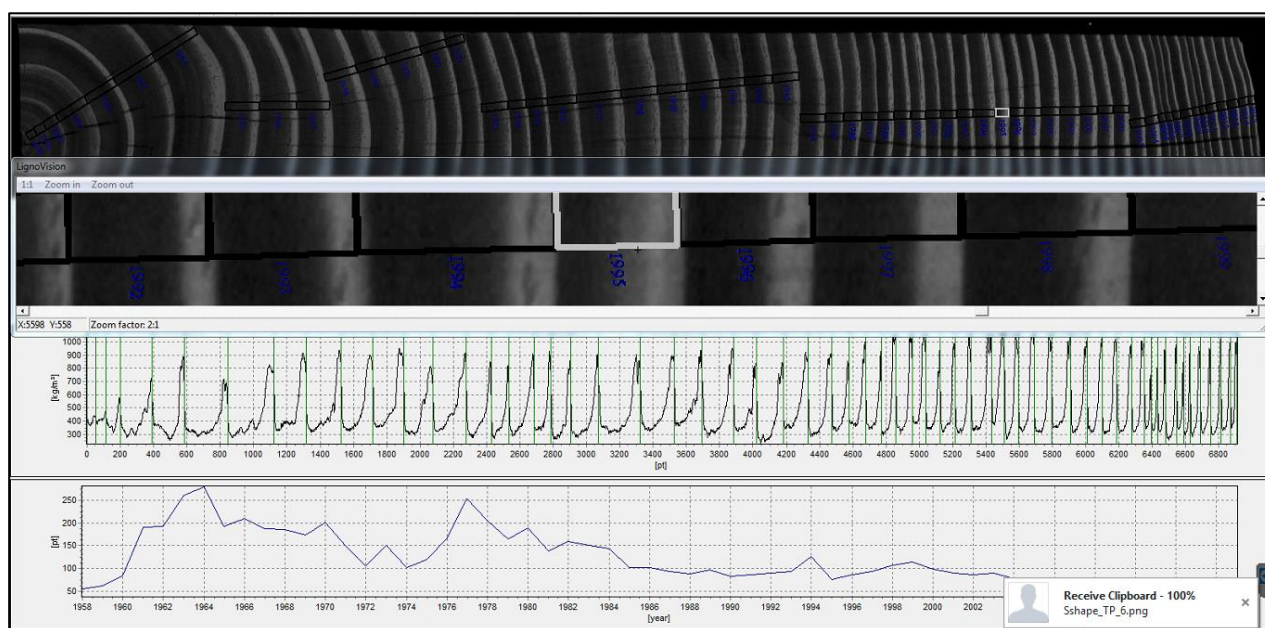 LignoVision
1:1 Zoom in Zoom out
1992 1993 1994 1995 1996 1997 1998 1999
X:5598 Y:558 Zoom factor: 2:1
1000
900
800
700
600
500
400
300
[kg/m³]
0 200 400 600 800 1000 1200 1400 1600 1800 2000 2200 2400 2600 2800 3000 3200 3400 3600 3800 4000 4200 4400 4600 4800 5000 5200 5400 5600 5800 6000 6200 6400 6600 6800
[pt]
250
200
150
100
50
[pt]
1958 1960 1962 1964 1966 1968 1970 1972 1974 1976 1978 1980 1982 1984 1986 1988 1990 1992 1994 1996 1998 2000 2002
[year]
Receive Clipboard - 100%
Sshape_TP_6.png